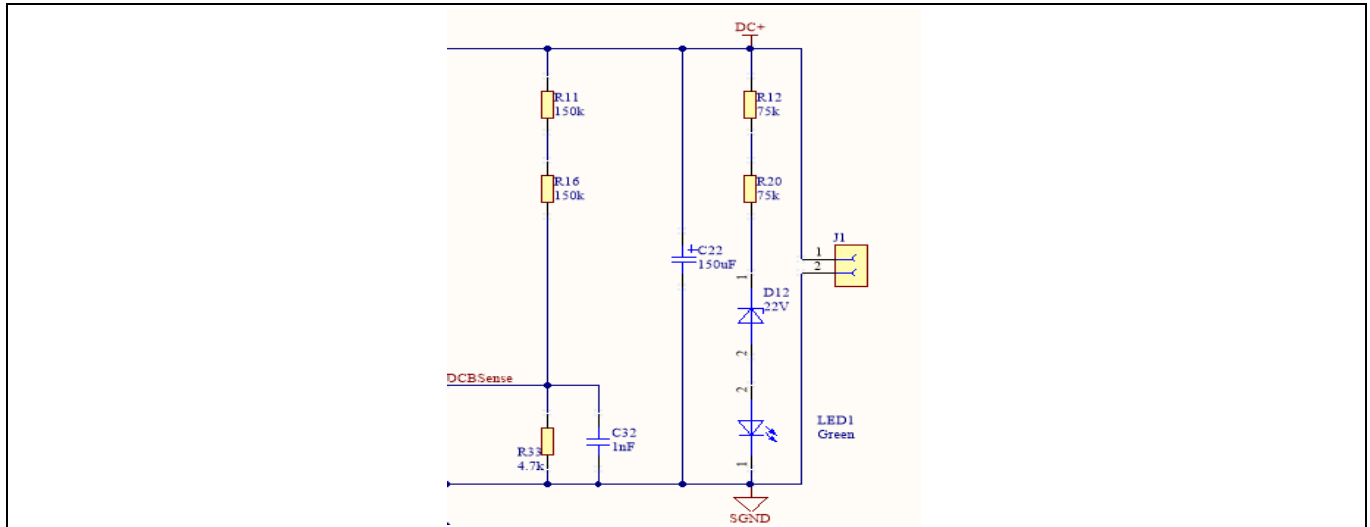 DC+
R11
150k
R12
75k
R16
150k
R20
75k
J1
1
2
C22
150uF
1
D12
22V
2
DCBSense
2
LED1
Green
C32
1nF
R33
4.7k
1
SGND